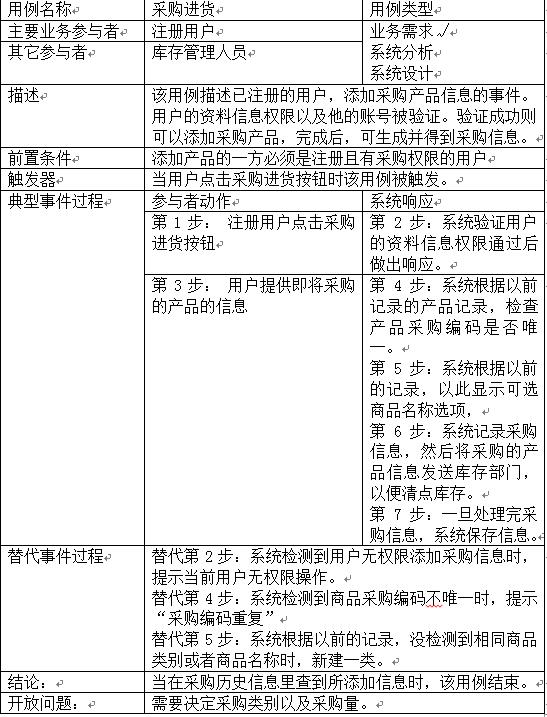 用例名称 采购进货 用例类型
主要业务参与者 注册用户 业务需求√
其它参与者 库存管理人员 系统分析
系统设计
描述 该用例描述已注册的用户，添加采购产品信息的事件。
用户的资料信息权限以及他的账号被验证。验证成功则
可以添加采购产品，完成后，可生成并得到采购信息。
前置条件 添加产品的一方必须是注册且有采购权限的用户
触发器 当用户点击采购进货按钮时该用例被触发。
典型事件过程 参与者动作 系统响应
第 1 步： 注册用户点击采购
进货按钮
第 2 步：系统验证用户
的资料信息权限通过后
做出响应。
第 3 步： 用户提供即将采购
的产品的信息
第 4 步：系统根据以前
记录的产品记录，检查
产品采购编码是否唯
一。
第 5 步：系统根据以前
的记录，以此显示可选
商品名称选项，
第 6 步：系统记录采购
信息，然后将采购的产
品信息发送库存部门，
以便清点库存。
第 7 步：一旦处理完采
购信息，系统保存信息。
替代事件过程 替代第 2 步：系统检测到用户无权限添加采购信息时，
提示当前用户无权限操作。
替代第 4 步：系统检测到商品采购编码不唯一时，提示
“采购编码重复”
替代第 5 步：系统根据以前的记录，没检测到相同商品
类别或者商品名称时，新建一类。
结论： 当在采购历史信息里查到所添加信息时，该用例结束。
开放问题： 需要决定采购类别以及采购量。